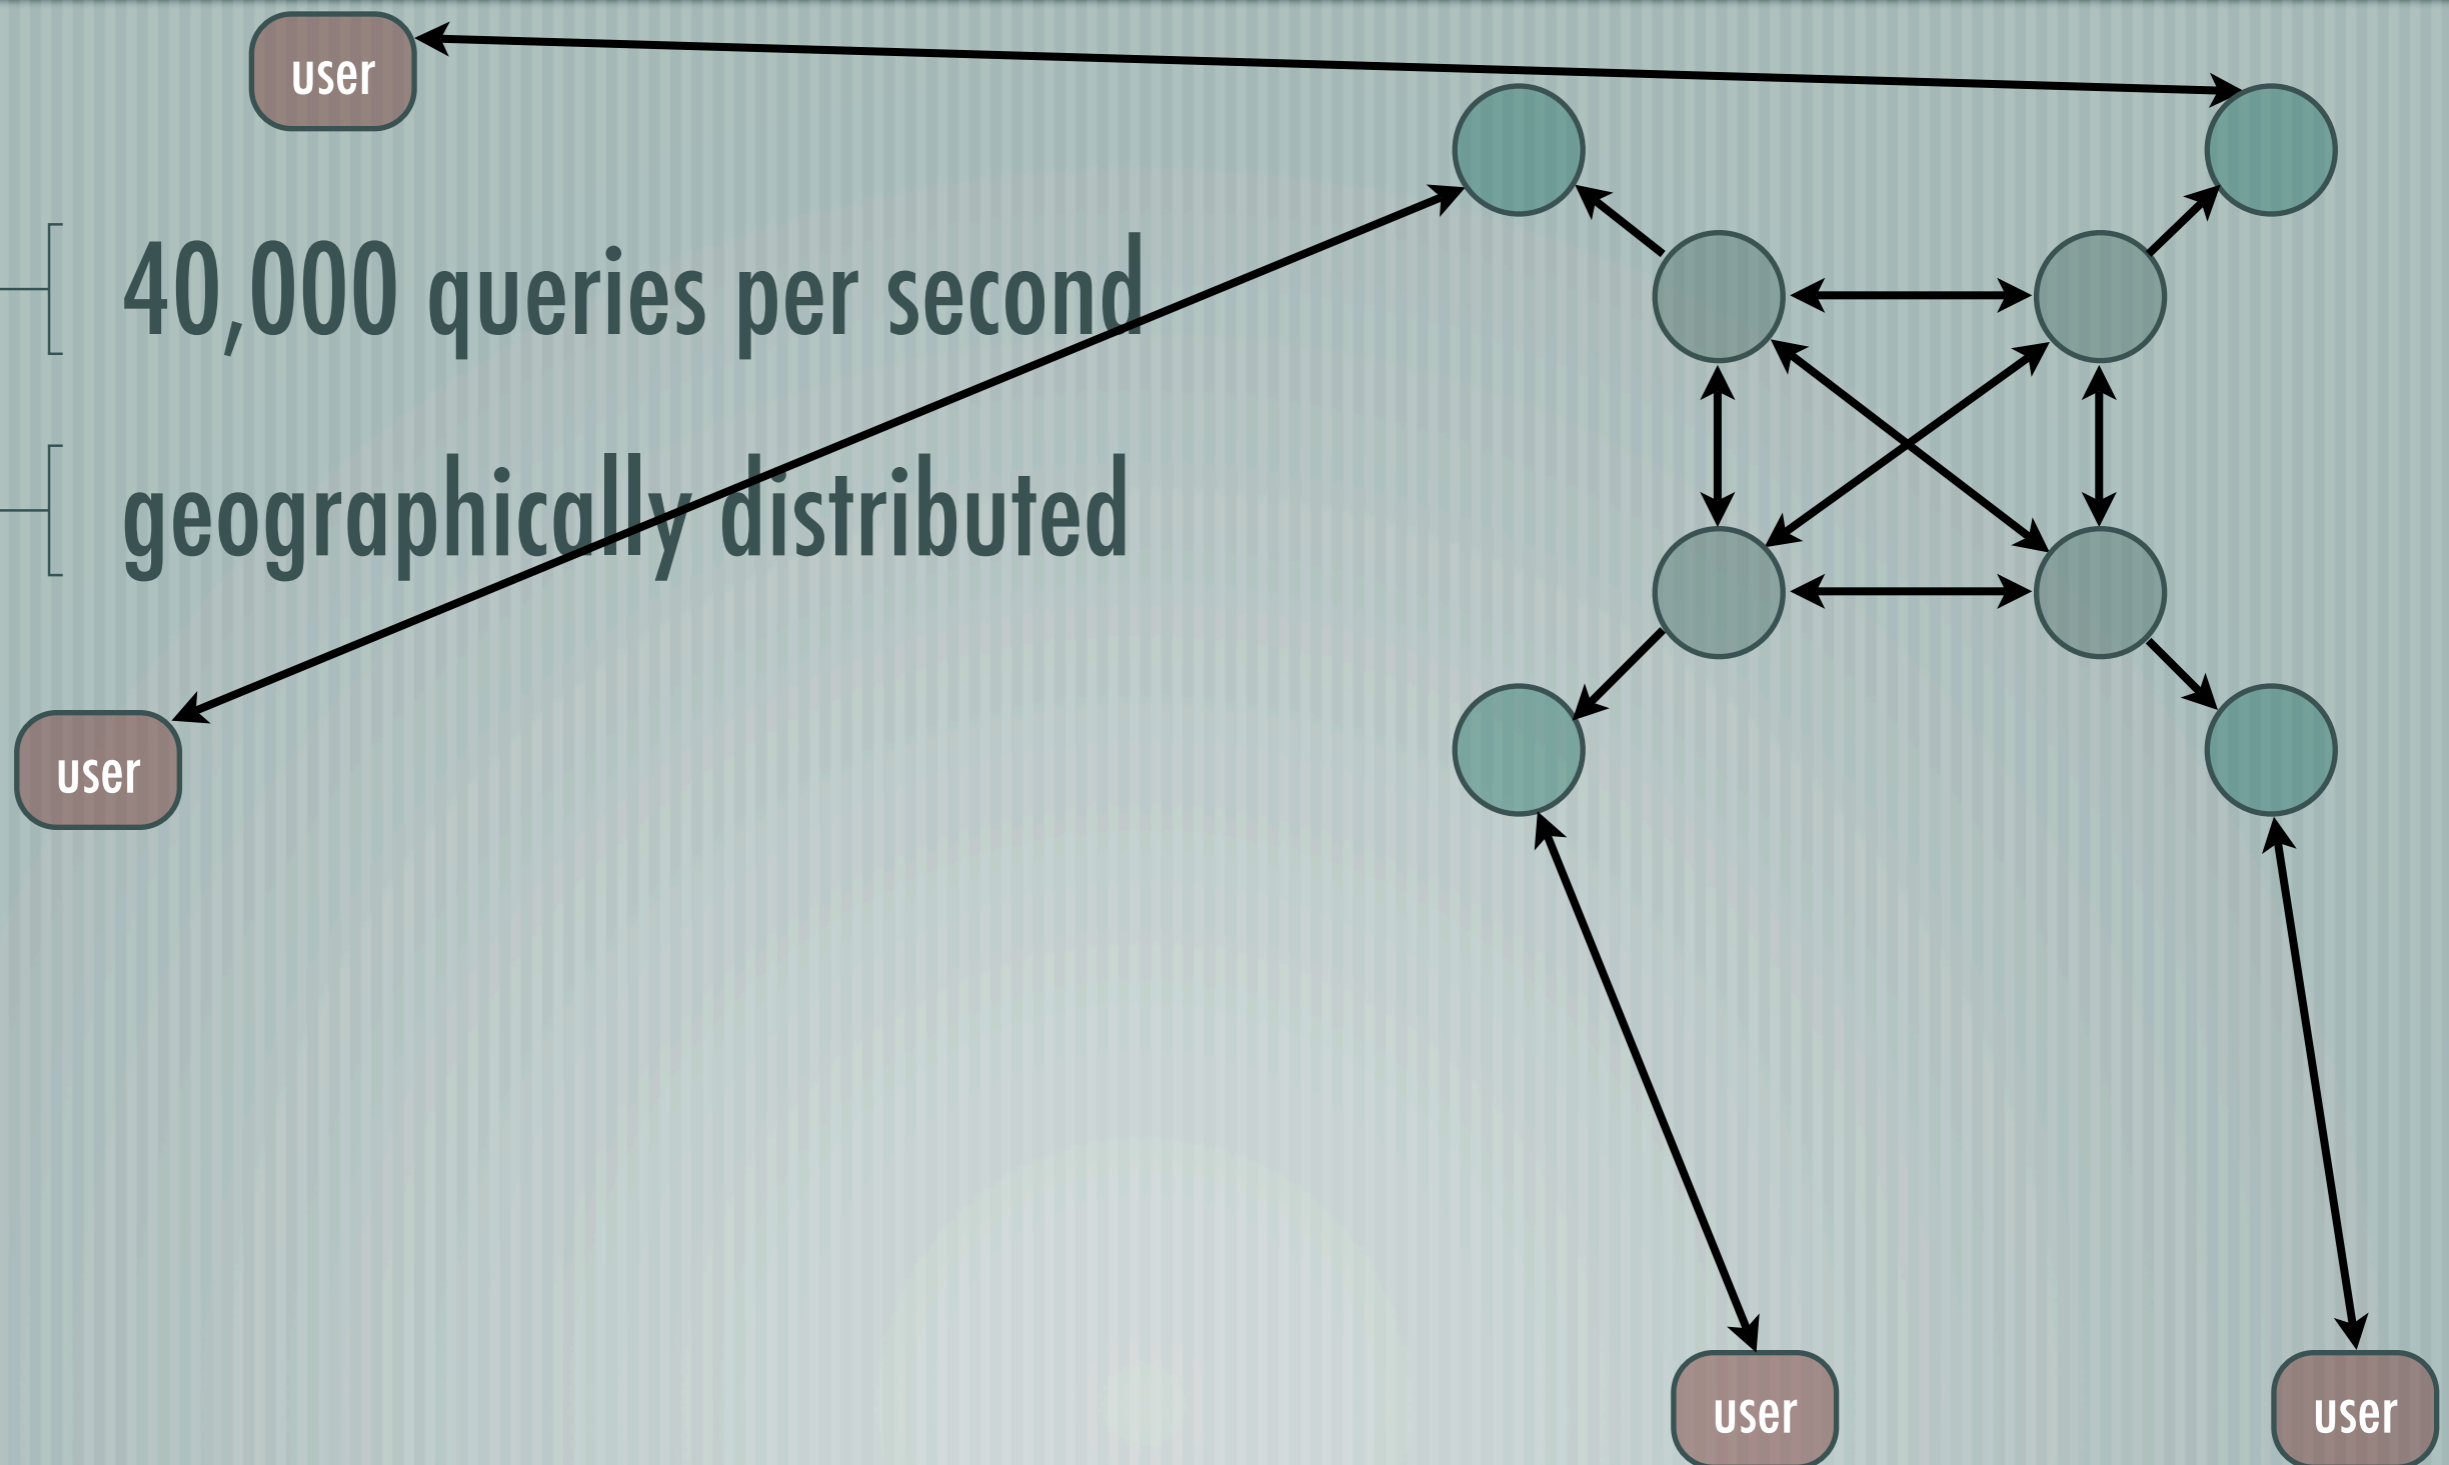 user
40,000 queries per second
geographically distributed
user
user
user